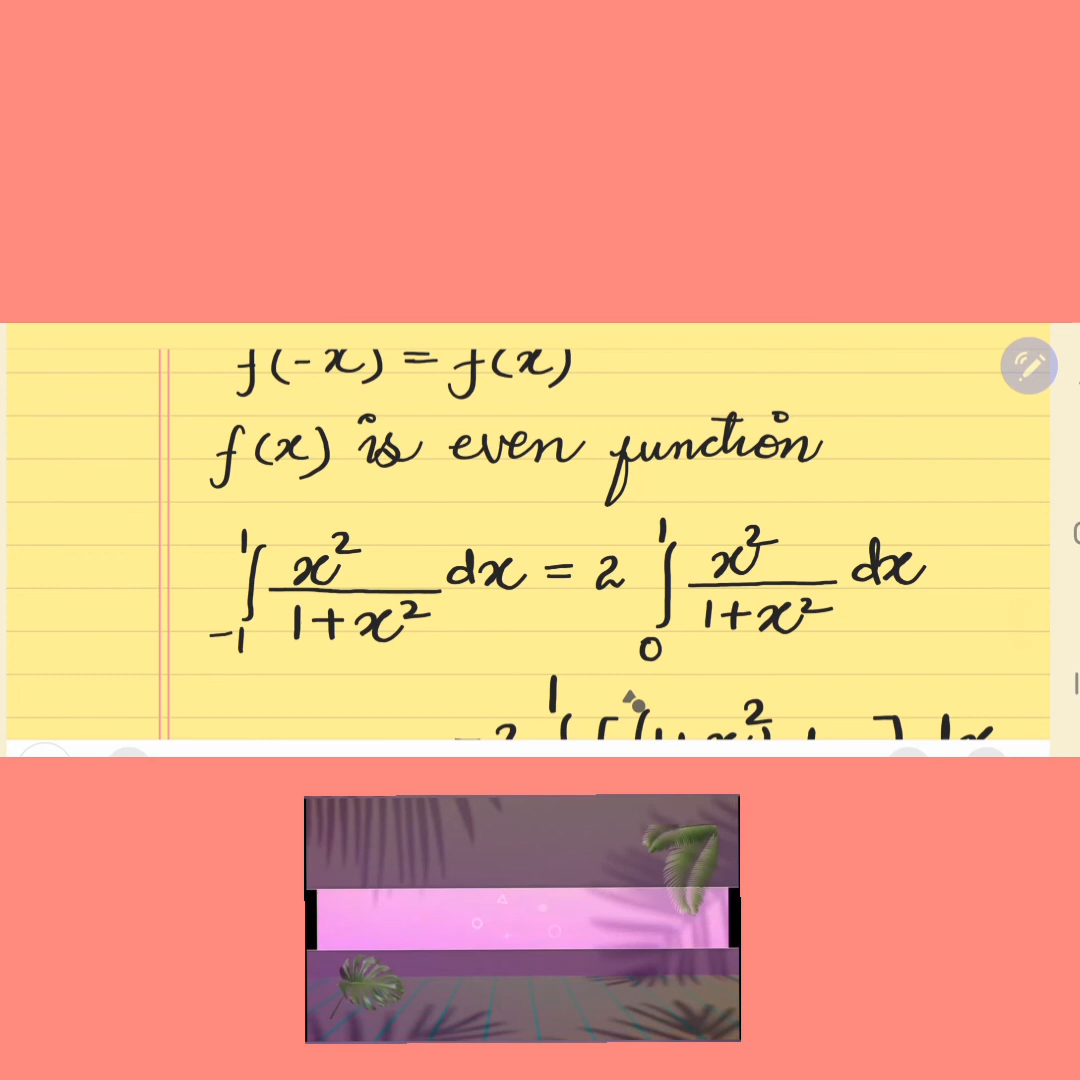 f(-x) = f(x)
f(x) is even function
∫₋₁¹ x²/(1+x²) dx = 2 ∫₀¹ x²/(1+x²) dx